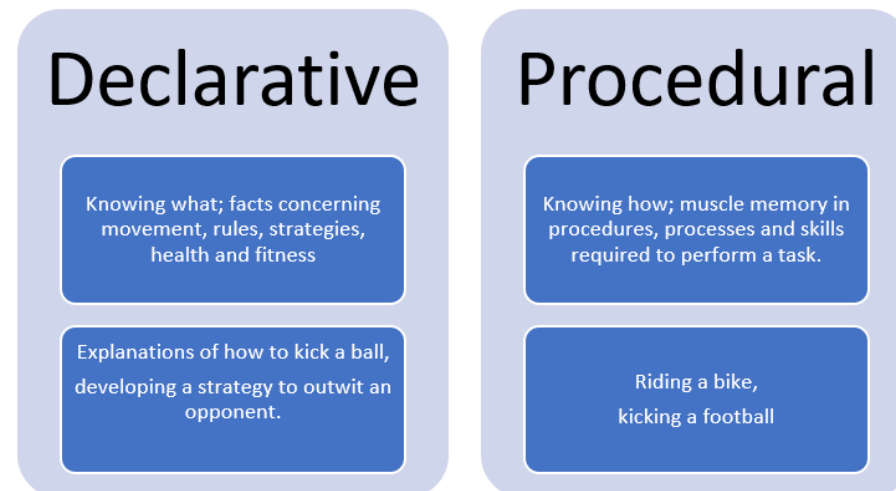 Declarative
Knowing what; facts concerning
movement, rules, strategies,
health and fitness
Explanations of how to kick a ball,
developing a strategy to outwit an
opponent.
Procedural
Knowing how; muscle memory in
procedures, processes and skills
required to perform a task.
Riding a bike,
kicking a football